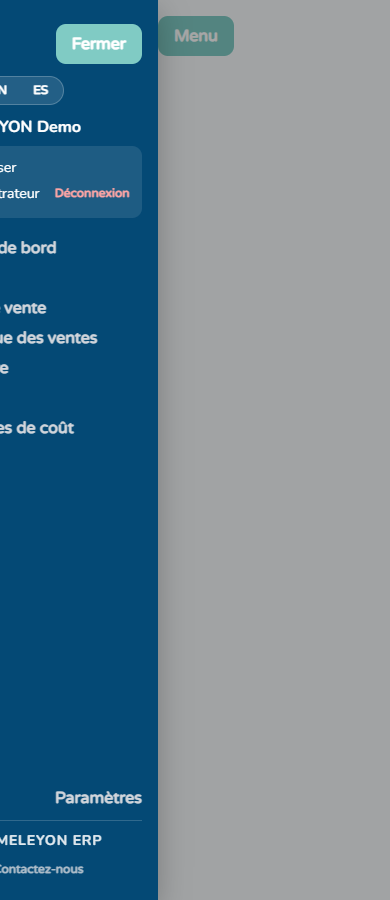 Fermer
Menu
N ES
YON Demo
ser
trateur Déconnexion
de bord
vente
ue des ventes
e
es de coût
Paramètres
MELEYON ERP
Contactez-nous